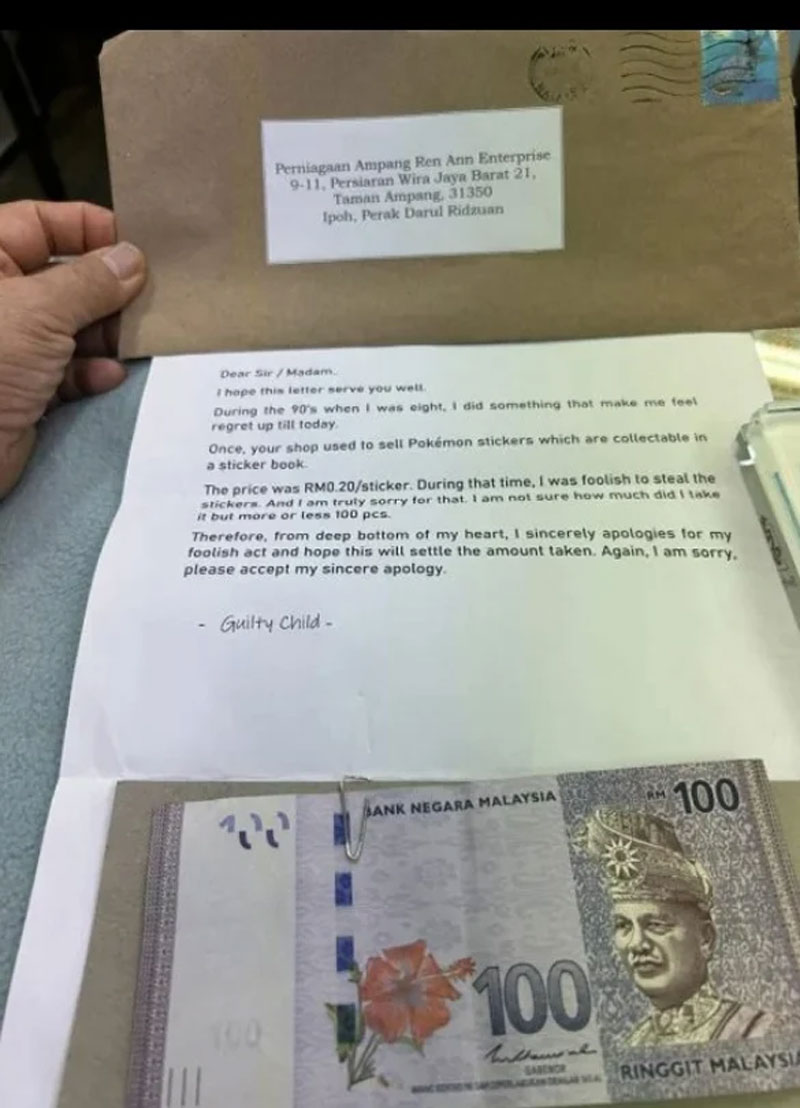 Perniagaan Ampang Ren Ann Enterprise
9-11, Persiaran Wira Jaya Barat 21,
Taman Ampang, 31350
Ipoh, Perak Darul Ridzuan
Dear Sir / Madam,
I hope this letter serve you well.
During the 90's when I was eight, I did something that make me feel
regret up till today.
Once, your shop used to sell Pokémon stickers which are collectable in
a sticker book.
The price was RM0.20/sticker. During that time, I was foolish to steal the
stickers. And I am truly sorry for that. I am not sure how much did I take
it but more or less 100 pcs.
Therefore, from deep bottom of my heart, I sincerely apologies for my
foolish act and hope this will settle the amount taken. Again, I am sorry,
please accept my sincere apology.
- Guilty Child -
BANK NEGARA MALAYSIA
RM 100
100
100
100
GABENOR
RINGGIT MALAYSIA